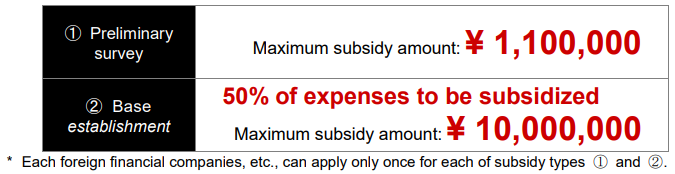 ① Preliminary
survey
Maximum subsidy amount: ¥ 1,100,000
② Base
establishment
50% of expenses to be subsidized
Maximum subsidy amount: ¥ 10,000,000
* Each foreign financial companies, etc., can apply only once for each of subsidy types ① and ②.